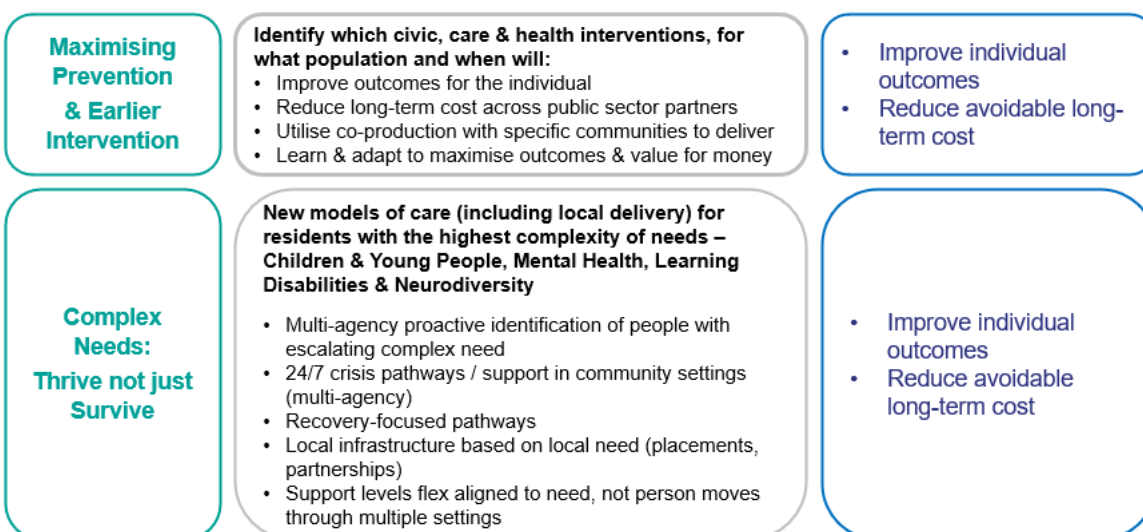 Maximising
Prevention
& Earlier
Intervention
Identify which civic, care & health interventions, for
what population and when will:
• Improve outcomes for the individual
• Reduce long-term cost across public sector partners
• Utilise co-production with specific communities to deliver
• Learn & adapt to maximise outcomes & value for money
• Improve individual
outcomes
• Reduce avoidable long-
term cost
Complex
Needs:
Thrive not just
Survive
New models of care (including local delivery) for
residents with the highest complexity of needs –
Children & Young People, Mental Health, Learning
Disabilities & Neurodiversity
• Multi-agency proactive identification of people with
escalating complex need
• 24/7 crisis pathways / support in community settings
(multi-agency)
• Recovery-focused pathways
• Local infrastructure based on local need (placements,
partnerships)
• Support levels flex aligned to need, not person moves
through multiple settings
• Improve individual
outcomes
• Reduce avoidable
long-term cost